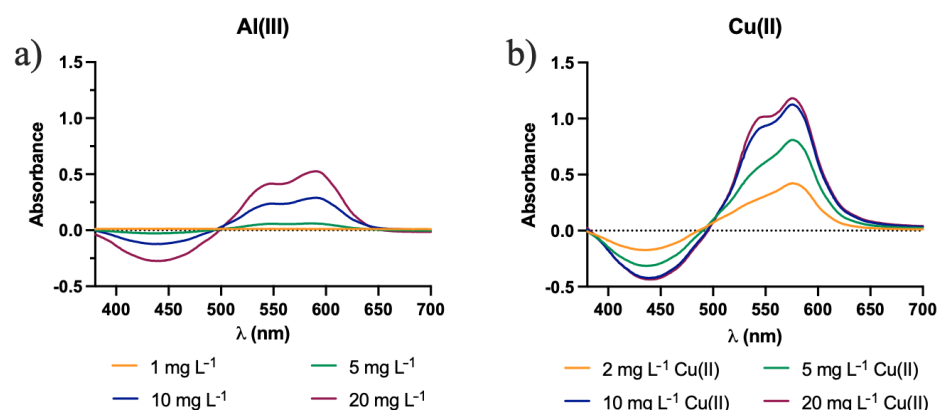 Al(III)
a)
1.5
1.0
0.5
0.0
-0.5
Absorbance
400 450 500 550 600 650 700
λ (nm)
1 mg L⁻¹ 5 mg L⁻¹
10 mg L⁻¹ 20 mg L⁻¹
Cu(II)
b)
1.5
1.0
0.5
0.0
-0.5
Absorbance
400 450 500 550 600 650 700
λ (nm)
2 mg L⁻¹ Cu(II) 5 mg L⁻¹ Cu(II)
10 mg L⁻¹ Cu(II) 20 mg L⁻¹ Cu(II)